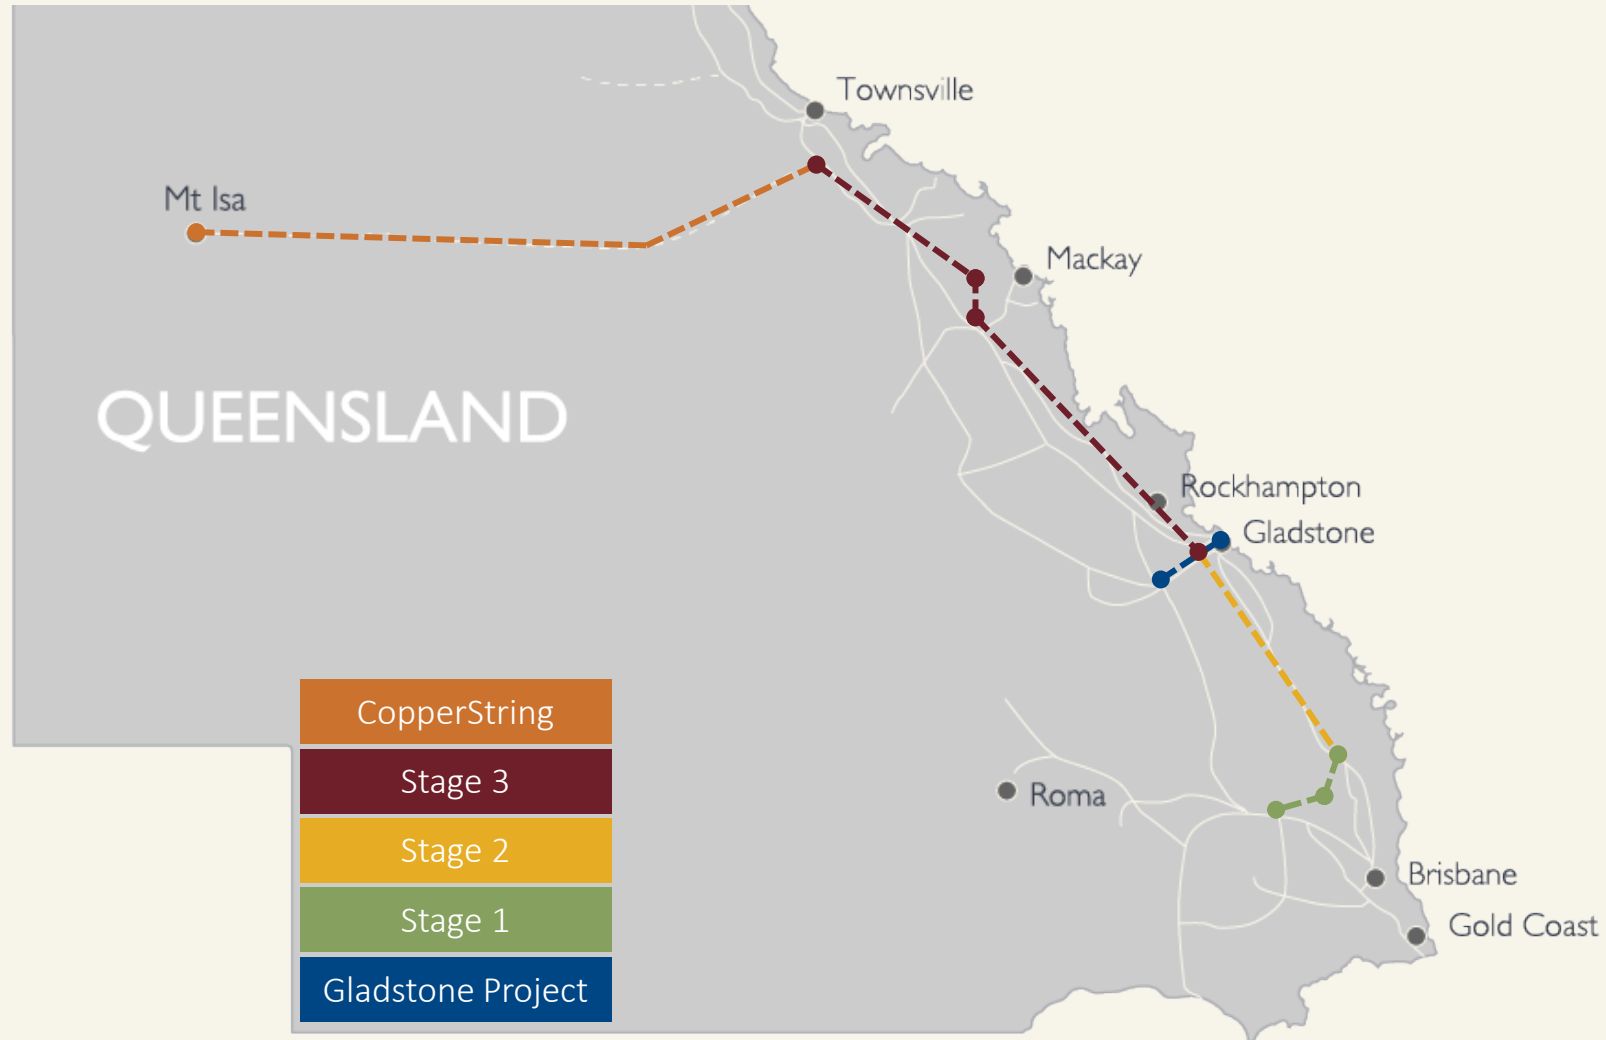 Townsville
Mt Isa
Mackay
QUEENSLAND
Rockhampton
Gladstone
CopperString
Stage 3
Stage 2
Stage 1
Gladstone Project
Roma
Brisbane
Gold Coast